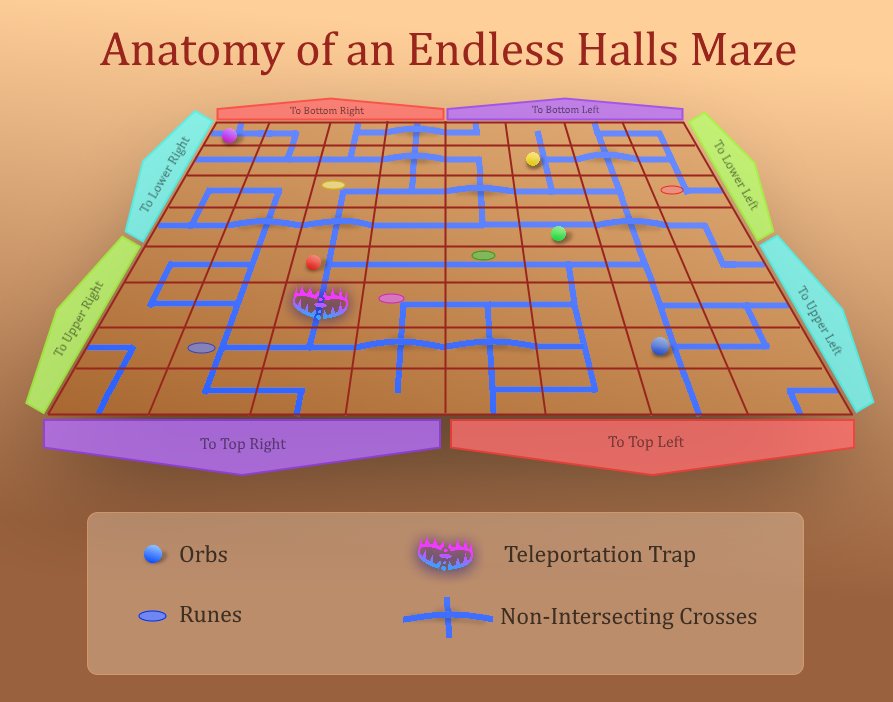 Anatomy of an Endless Halls Maze
To Bottom Right
To Bottom Left
To Lower Right
To Lower Left
To Upper Right
To Upper Left
To Top Right
To Top Left
Orbs
Teleportation Trap
Runes
Non-Intersecting Crosses